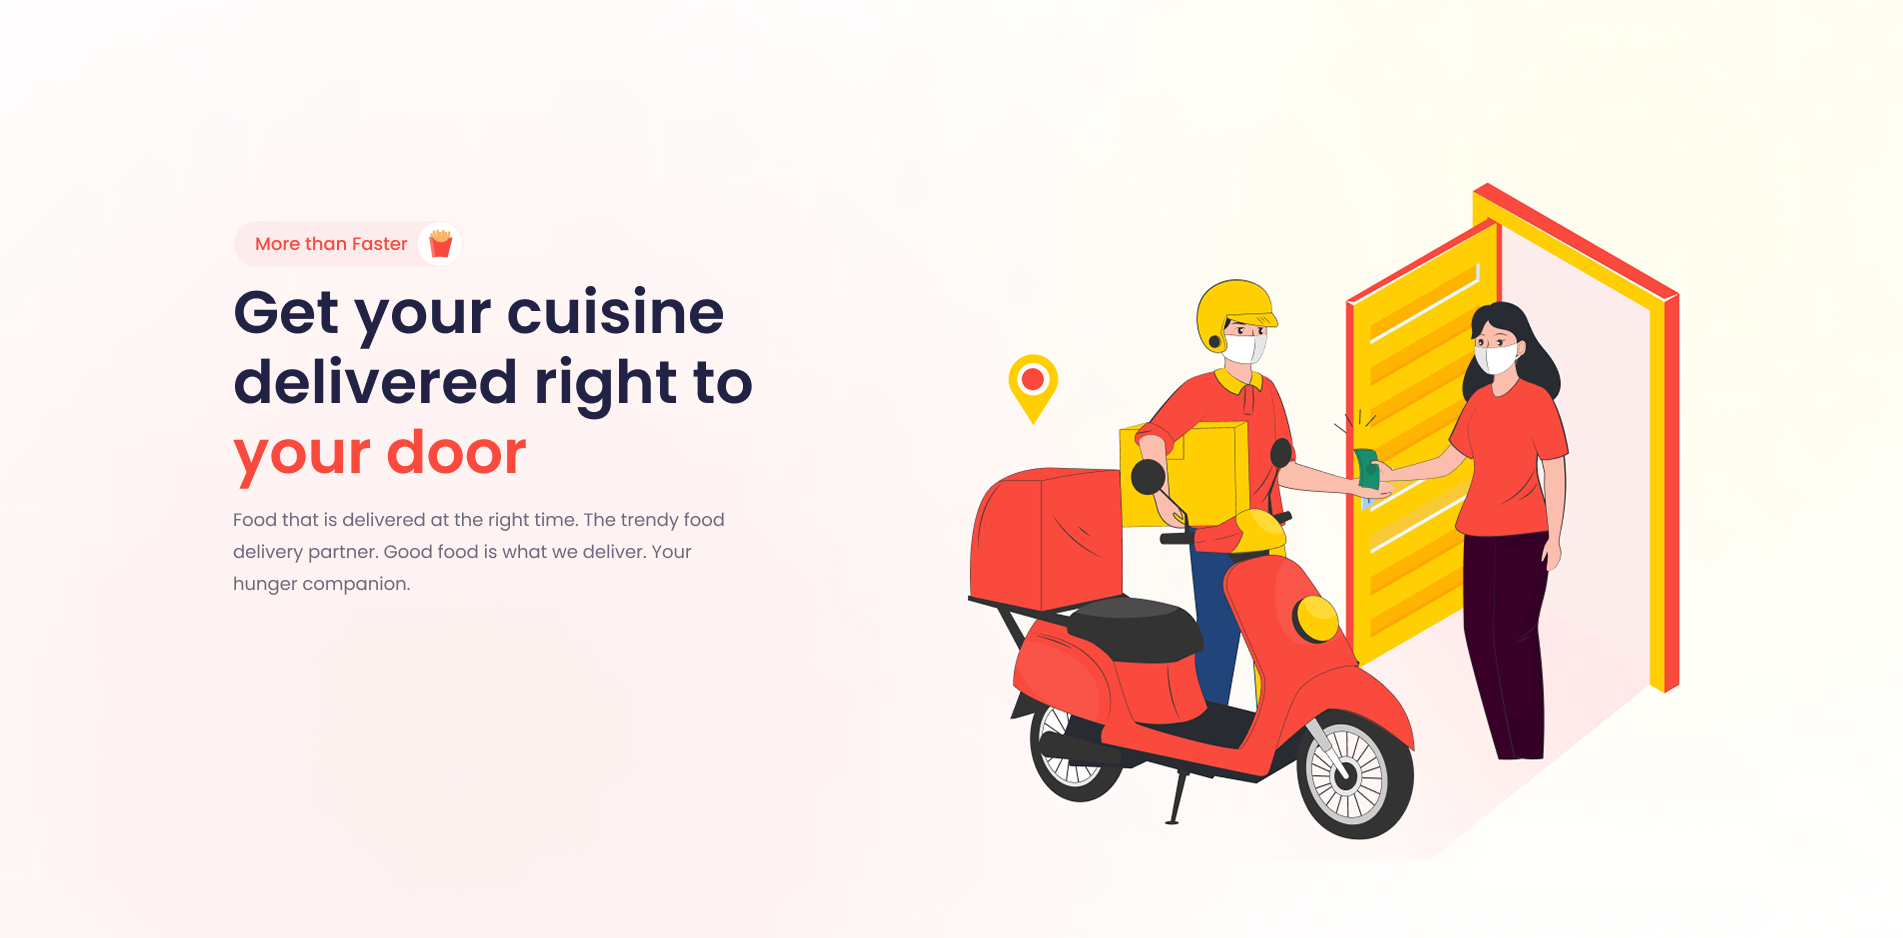 More than Faster
Get your cuisine
delivered right to
your door
Food that is delivered at the right time. The trendy food
delivery partner. Good food is what we deliver. Your
hunger companion.